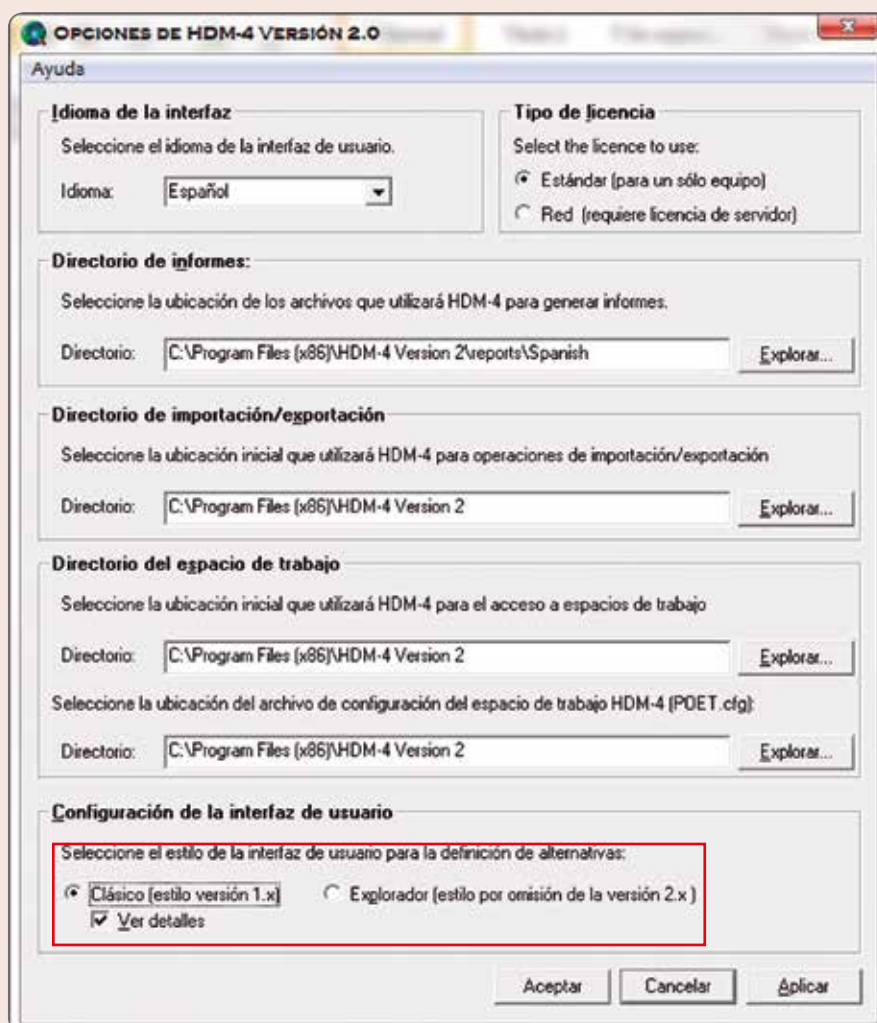 OPCIONES DE HDM-4 VERSIÓN 2.0
Ayuda
Idioma de la interfaz
Seleccione el idioma de la interfaz de usuario.
Idioma: Español
Tipo de licencia
Select the licence to use:
Estándar (para un sólo equipo)
Red (requiere licencia de servidor)
Directorio de informes:
Seleccione la ubicación de los archivos que utilizará HDM-4 para generar informes.
Directorio: C:\Program Files (x86)\HDM-4 Version 2\reports\Spanish Explorar...
Directorio de importación/exportación
Seleccione la ubicación inicial que utilizará HDM-4 para operaciones de importación/exportación
Directorio: C:\Program Files (x86)\HDM-4 Version 2 Explorar...
Directorio del espacio de trabajo
Seleccione la ubicación inicial que utilizará HDM-4 para el acceso a espacios de trabajo
Directorio: C:\Program Files (x86)\HDM-4 Version 2 Explorar...
Seleccione la ubicación del archivo de configuración del espacio de trabajo HDM-4 (POET.cfg):
Directorio: C:\Program Files (x86)\HDM-4 Version 2 Explorar...
Configuración de la interfaz de usuario
Seleccione el estilo de la interfaz de usuario para la definición de alternativas:
Clásico (estilo versión 1.x) Explorador (estilo por omisión de la versión 2.x )
Ver detalles
Aceptar Cancelar Aplicar